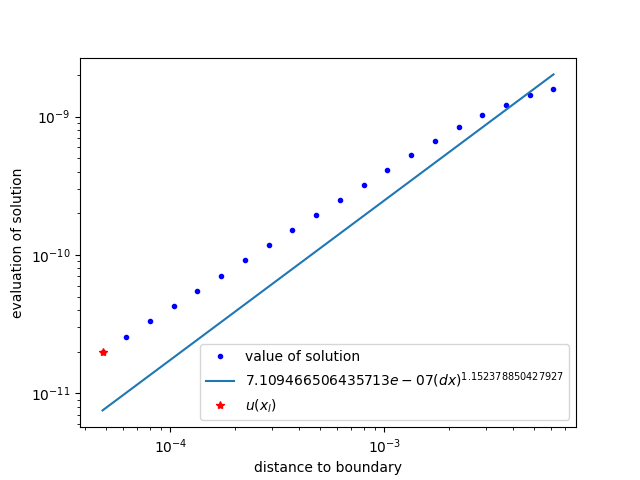 10⁻⁹
10⁻¹⁰
10⁻¹¹
evaluation of solution
value of solution
7.109466506435713e − 07(dx)^1.152378850427927
u(x_l)
10⁻⁴
10⁻³
distance to boundary